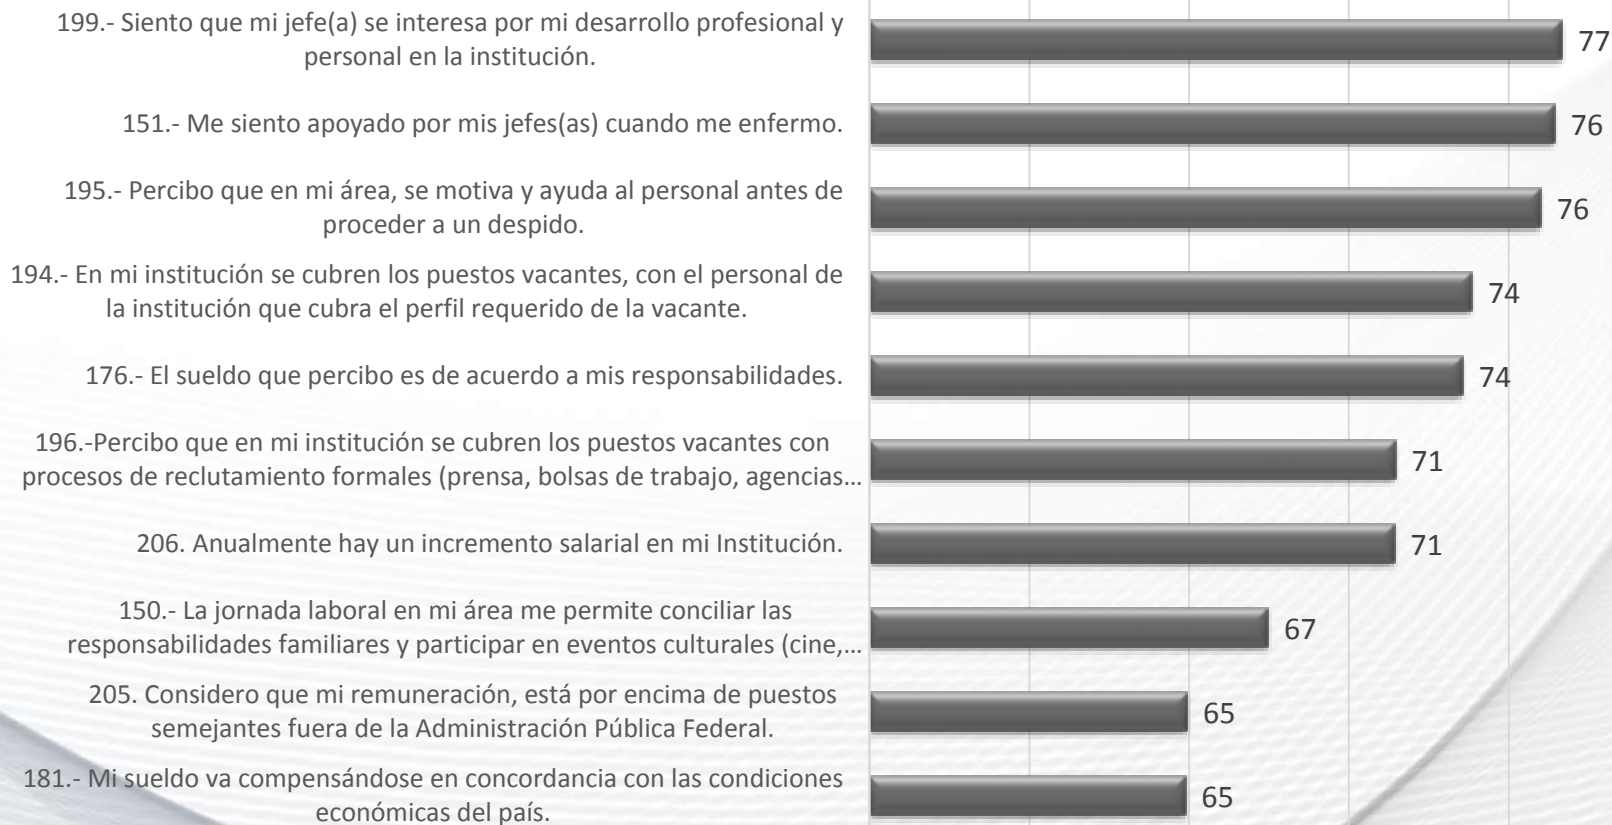 199.- Siento que mi jefe(a) se interesa por mi desarrollo profesional y
personal en la institución.
77
151.- Me siento apoyado por mis jefes(as) cuando me enfermo.
76
195.- Percibo que en mi área, se motiva y ayuda al personal antes de
proceder a un despido.
76
194.- En mi institución se cubren los puestos vacantes, con el personal de
la institución que cubra el perfil requerido de la vacante.
74
176.- El sueldo que percibo es de acuerdo a mis responsabilidades.
74
196.-Percibo que en mi institución se cubren los puestos vacantes con
procesos de reclutamiento formales (prensa, bolsas de trabajo, agencias…
71
206. Anualmente hay un incremento salarial en mi Institución.
71
150.- La jornada laboral en mi área me permite conciliar las
responsabilidades familiares y participar en eventos culturales (cine,…
67
205. Considero que mi remuneración, está por encima de puestos
semejantes fuera de la Administración Pública Federal.
65
181.- Mi sueldo va compensándose en concordancia con las condiciones
económicas del país.
65